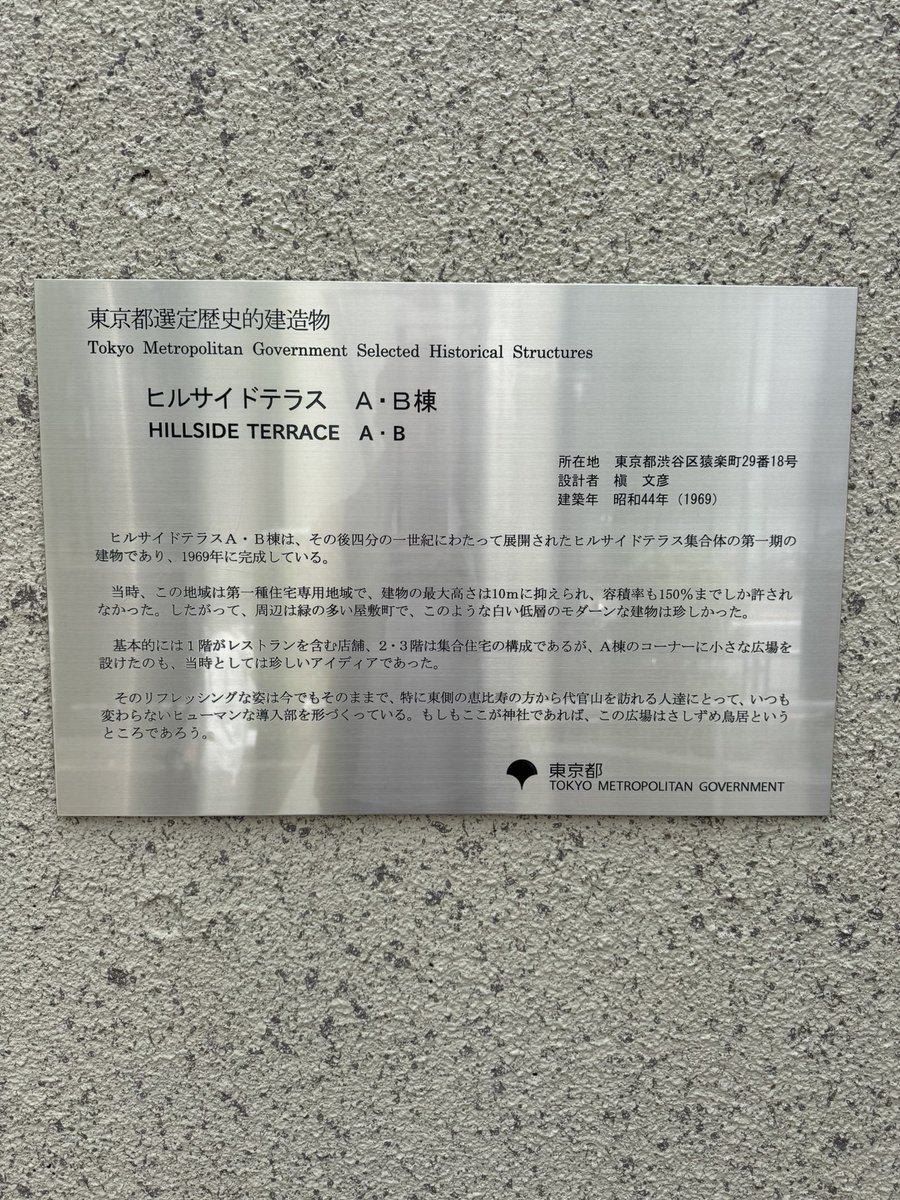 東京都選定歴史的建造物
Tokyo Metropolitan Government Selected Historical Structures
ヒルサイドテラス　A・B棟
HILLSIDE TERRACE　A・B
所在地　東京都渋谷区猿楽町29番18号
設計者　槇　文彦
建築年　昭和44年（1969）
ヒルサイドテラスA・B棟は、その後四分の一世紀にわたって展開されたヒルサイドテラス集合体の第一期の
建物であり、1969年に完成している。
当時、この地域は第一種住宅専用地域で、建物の最大高さは10mに抑えられ、容積率も150%までしか許され
なかった。したがって、周辺は緑の多い屋敷町で、このような白い低層のモダーンな建物は珍しかった。
基本的には1階がレストランを含む店舗、2・3階は集合住宅の構成であるが、A棟のコーナーに小さな広場を
設けたのも、当時としては珍しいアイディアであった。
そのリフレッシングな姿は今でもそのままで、特に東側の恵比寿の方から代官山を訪れる人達にとって、いつも
変わらないヒューマンな導入部を形づくっている。もしもここが神社であれば、この広場はさしずめ鳥居という
ところであろう。
東京都
TOKYO METROPOLITAN GOVERNMENT